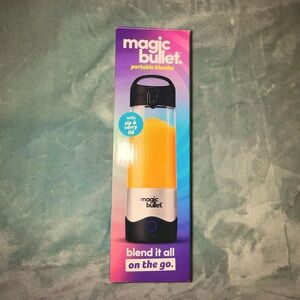 magic
bullet®
portable blender
with
sip &
carry
lid
magic
bullet
blend it all
on the go.